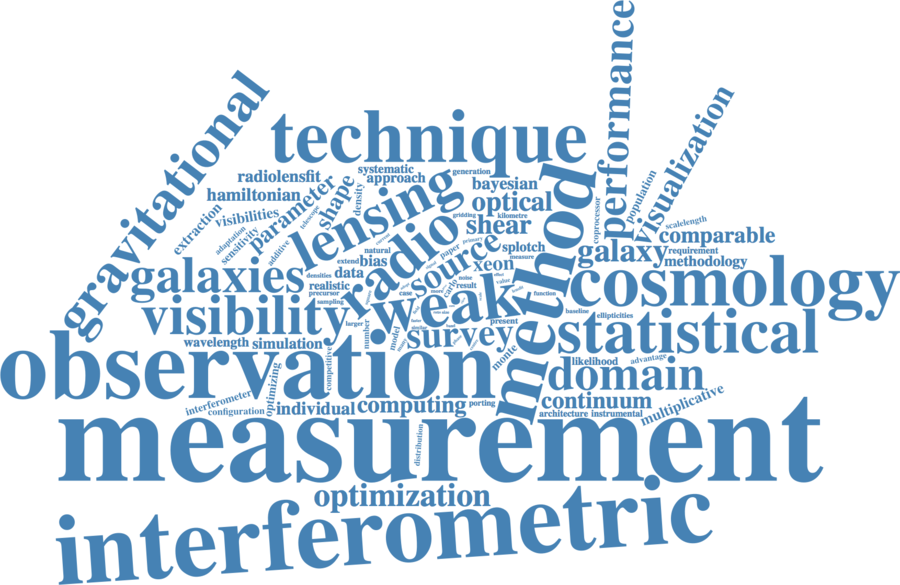 performance
gravitational
visualization
technique
systematic
approach
generation
radiolensfit
hamiltonian
bayesian
optical
parameter
shape
density
lensing
extraction
visibilities
telescope
adaptation
sensitivity
additive
gridding
kilometre
shear
coprocessor
population
scalelength
comparable
method
radio
galaxies
natural
extend
bias
paper
primary
source
splotch
measure
galaxy
requirement
methodology
densities
data
realistic
precursor
sampling
xeon
noise
result
carlo
case
value
function
cosmology
visibility
weak
baseline
ellipticities
larger
number
model
similar
survey
present
statistical
wavelength
simulation
monte
observation
competitive
likelihood
advantage
domain
interferometer
configuration
optimizing
individual
computing
porting
continuum
architecture
instrumental
multiplicative
distribution
measurement
optimization
interferometric